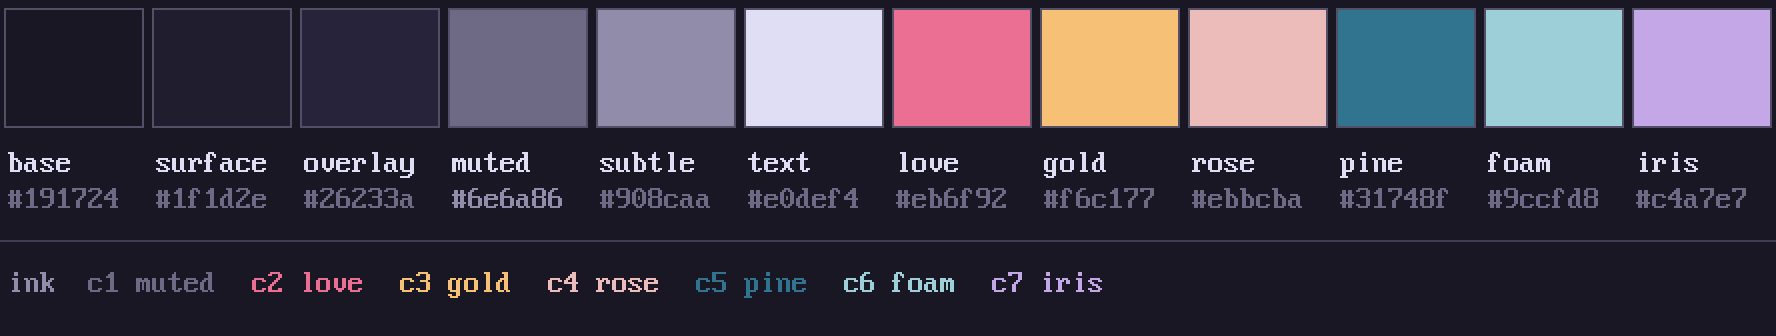 base surface overlay muted subtle text love gold rose pine foam iris
#191724 #1f1d2e #26233a #6e6a86 #908caa #e0def4 #eb6f92 #f6c177 #ebbcba #31748f #9ccfd8 #c4a7e7
ink c1 muted c2 love c3 gold c4 rose c5 pine c6 foam c7 iris